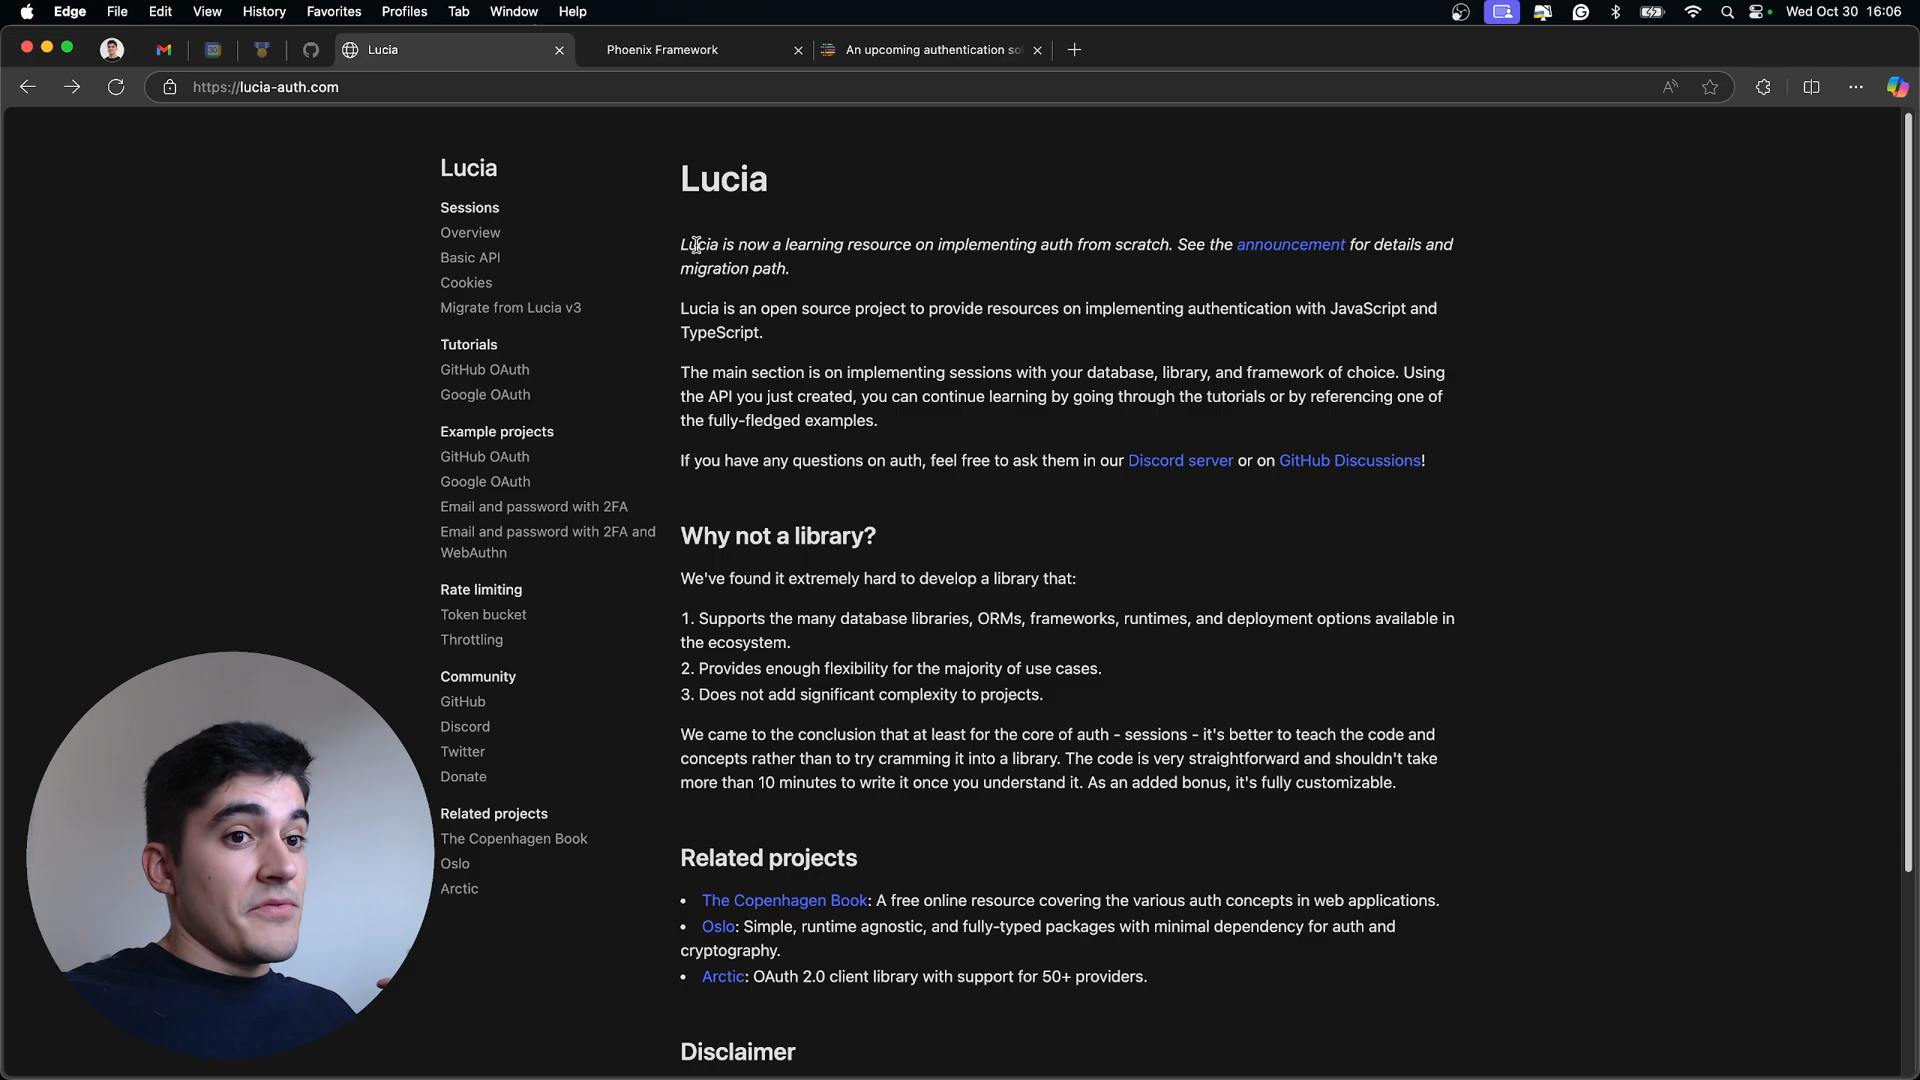 Edge File Edit View History Favorites Profiles Tab Window Help
Wed Oct 30 16:06
Lucia
Phoenix Framework
An upcoming authentication so
https://lucia-auth.com
Lucia
Sessions
Overview
Basic API
Cookies
Migrate from Lucia v3
Tutorials
GitHub OAuth
Google OAuth
Example projects
GitHub OAuth
Google OAuth
Email and password with 2FA
Email and password with 2FA and
WebAuthn
Rate limiting
Token bucket
Throttling
Community
GitHub
Discord
Twitter
Donate
Related projects
The Copenhagen Book
Oslo
Arctic
Lucia
Lucia is now a learning resource on implementing auth from scratch. See the announcement for details and
migration path.
Lucia is an open source project to provide resources on implementing authentication with JavaScript and
TypeScript.
The main section is on implementing sessions with your database, library, and framework of choice. Using
the API you just created, you can continue learning by going through the tutorials or by referencing one of
the fully-fledged examples.
If you have any questions on auth, feel free to ask them in our Discord server or on GitHub Discussions!
Why not a library?
We've found it extremely hard to develop a library that:
1. Supports the many database libraries, ORMs, frameworks, runtimes, and deployment options available in
the ecosystem.
2. Provides enough flexibility for the majority of use cases.
3. Does not add significant complexity to projects.
We came to the conclusion that at least for the core of auth - sessions - it's better to teach the code and
concepts rather than to try cramming it into a library. The code is very straightforward and shouldn't take
more than 10 minutes to write it once you understand it. As an added bonus, it's fully customizable.
Related projects
• The Copenhagen Book: A free online resource covering the various auth concepts in web applications.
• Oslo: Simple, runtime agnostic, and fully-typed packages with minimal dependency for auth and
cryptography.
• Arctic: OAuth 2.0 client library with support for 50+ providers.
Disclaimer